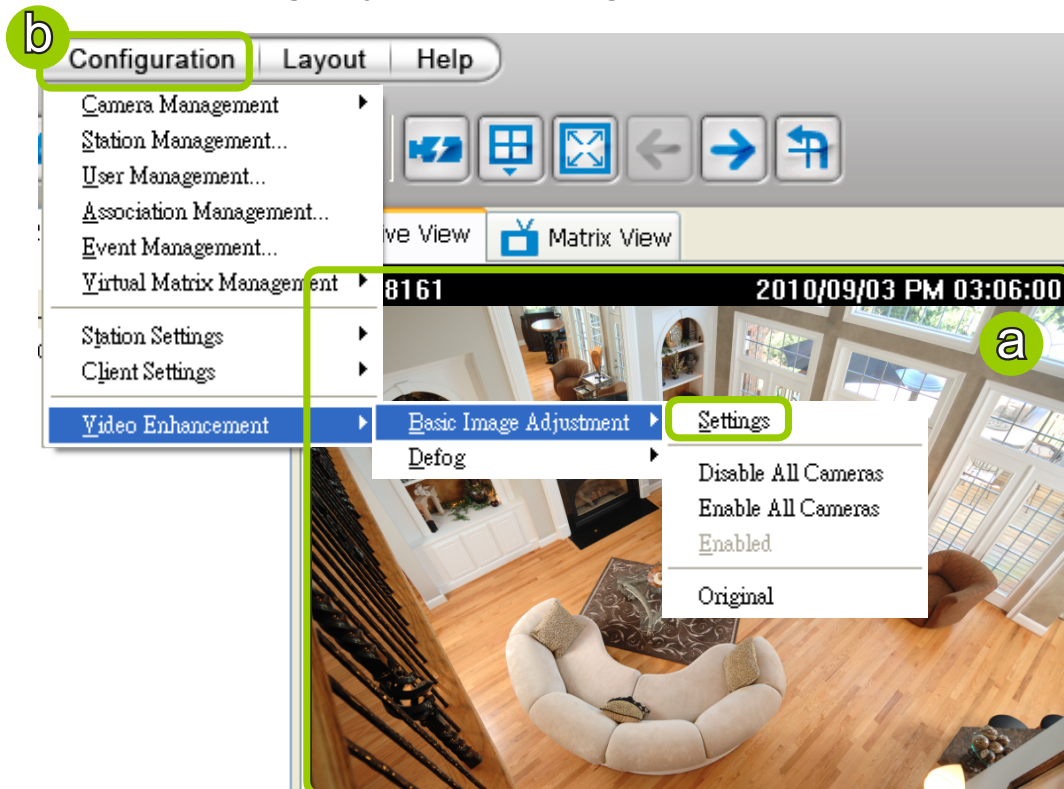 b
Configuration | Layout | Help
Camera Management
Station Management...
User Management...
Association Management...
Event Management...
Virtual Matrix Management
Station Settings
Client Settings
Video Enhancement
ve View
Matrix View
8161 2010/09/03 PM 03:06:00
a
Basic Image Adjustment
Defog
Settings
Disable All Cameras
Enable All Cameras
Enabled
Original